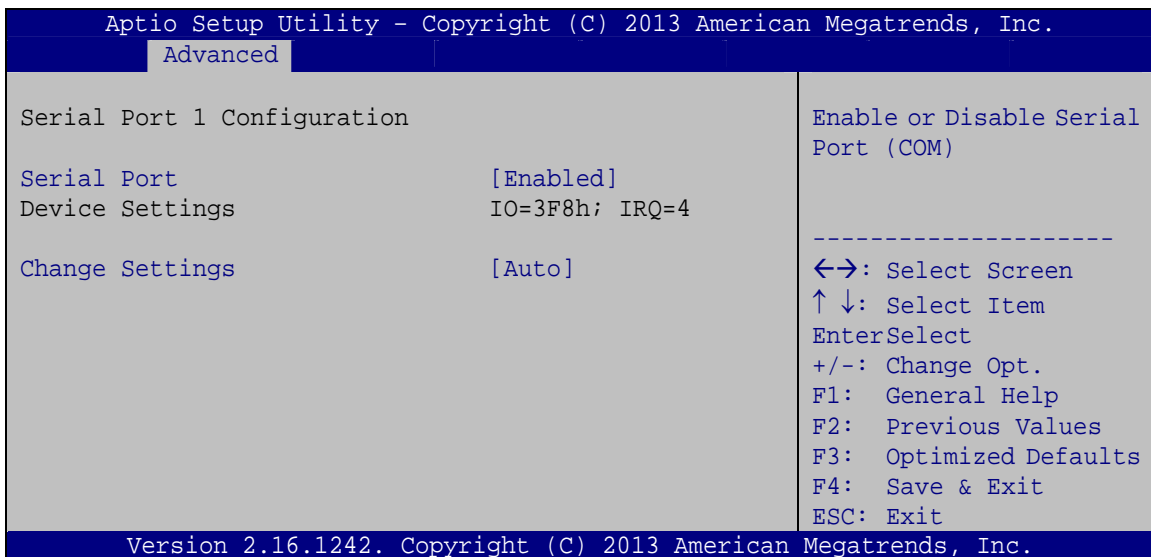 Aptio Setup Utility – Copyright (C) 2013 American Megatrends, Inc.
Advanced
Serial Port 1 Configuration
Serial Port [Enabled]
Device Settings IO=3F8h; IRQ=4
Change Settings [Auto]
Enable or Disable Serial
Port (COM)
---------------------
←→: Select Screen
↑ ↓: Select Item
EnterSelect
+/-: Change Opt.
F1: General Help
F2: Previous Values
F3: Optimized Defaults
F4: Save & Exit
ESC: Exit
Version 2.16.1242. Copyright (C) 2013 American Megatrends, Inc.